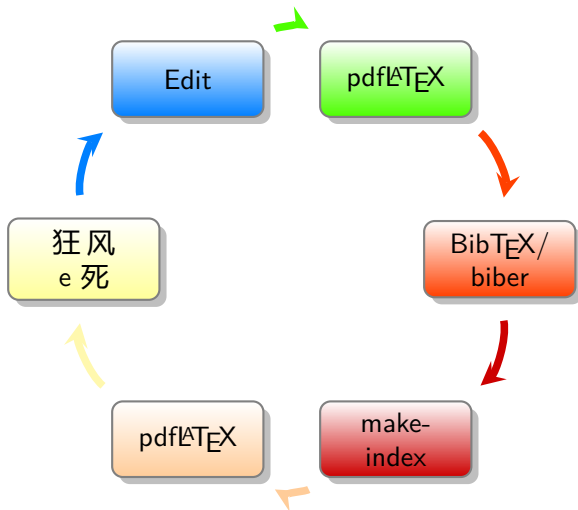 Edit
pdfLATEX
BibTEX/
biber
make-
index
pdfLATEX
狂风
e 死